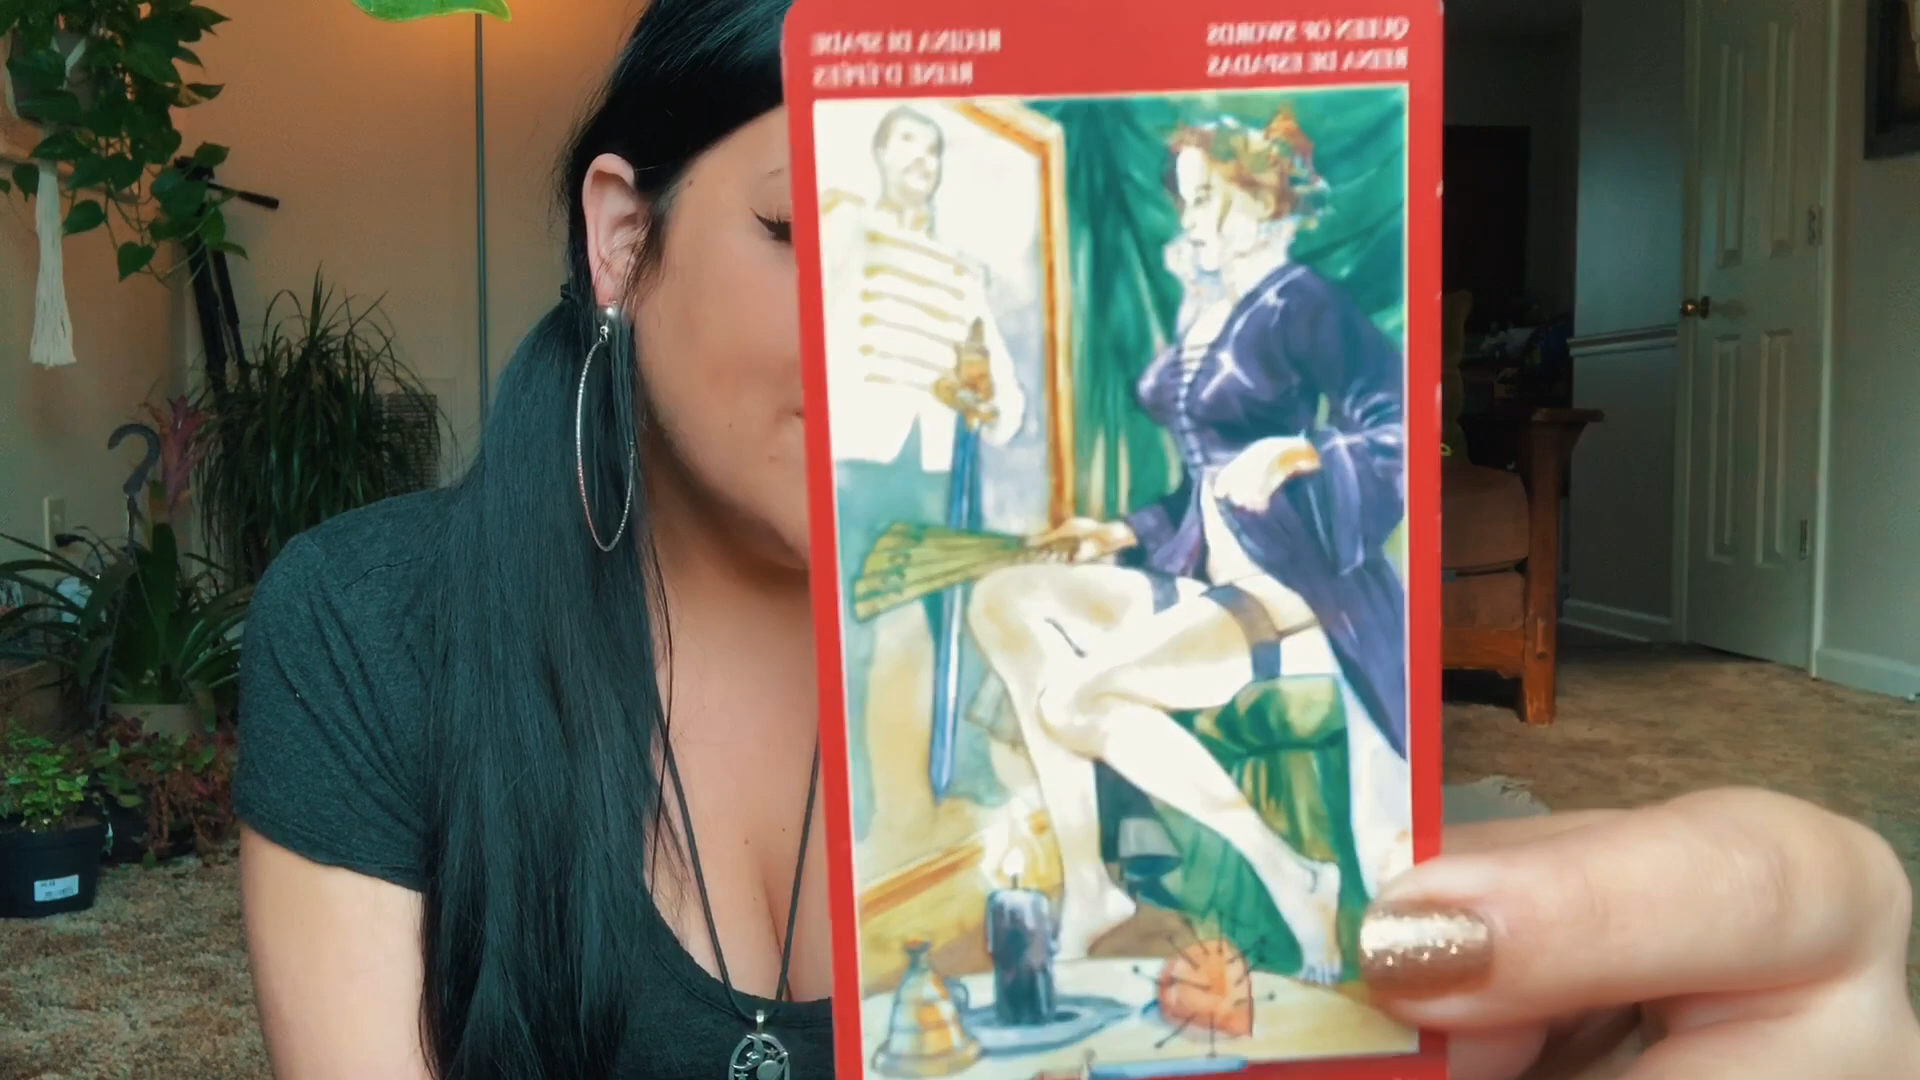 REGINA DI SPADE
REINE D'ÉPÉES
QUEEN OF SWORDS
REINA DE ESPADAS